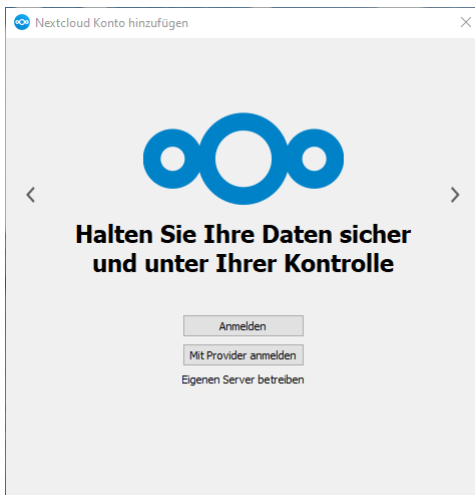 Nextcloud Konto hinzufügen
Halten Sie Ihre Daten sicher
und unter Ihrer Kontrolle
Anmelden
Mit Provider anmelden
Eigenen Server betreiben